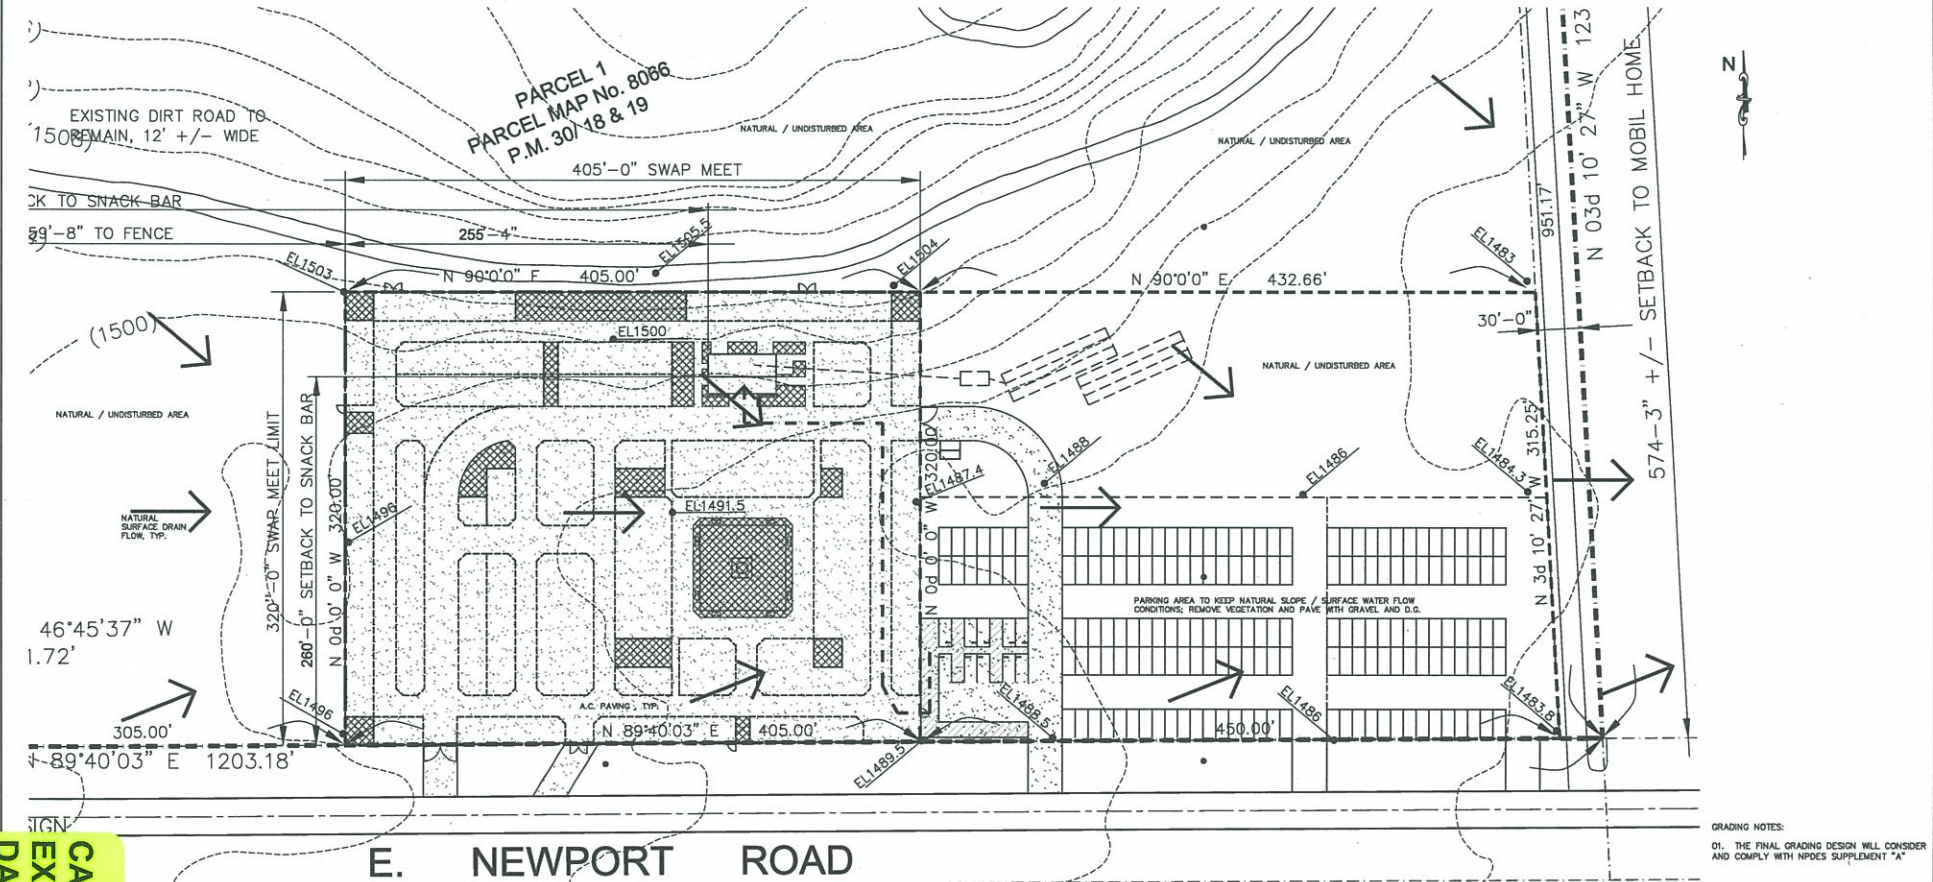 EXISTING DIRT ROAD TO
REMAIN, 12' +/- WIDE
(1500)
PARCEL 1
PARCEL MAP No. 8066
P.M. 30/ 18 & 19
405'-0" SWAP MEET
CK TO SNACK BAR
59'-8" TO FENCE
255'-4"
EL1503
N 90°0'0" E 405.00'
EL1505.5
EL1504
NATURAL / UNDISTURBED AREA
NATURAL / UNDISTURBED AREA
N 90°0'0" E 432.66'
EL1483
951.17'
N 03d 10' 27" W 123
574-3" +/- SETBACK TO MOBIL HOME
N
30'-0"
(1500)
EL1500
NATURAL / UNDISTURBED AREA
NATURAL / UNDISTURBED AREA
320"-0" SWAP MEET LIMIT
260'-0" SETBACK TO SNACK BAR
N 0d 0' 0" W 320.00'
EL1496
NATURAL
SURFACE DRAIN
FLOW, TYP.
EL1491.5
EL1487.4
N 0d 0' 0" W 320.00'
EL1488
EL1486
EL1484.3
N 3d 10' 27" W 315.25'
PARKING AREA TO KEEP NATURAL SLOPE / SURFACE WATER FLOW
CONDITIONS; REMOVE VEGETATION AND PAVE WITH GRAVEL AND D.G.
46°45'37" W
1.72'
EL1496
A.C. PAVING, TYP.
305.00'
N 89°40'03" E 405.00'
EL1488.5
EL1486
EL1483.8
450.00'
N 89°40'03" E 1203.18'
EL1489.5
SIGN
E. NEWPORT ROAD
CA
EX
DA
GRADING NOTES:
01. THE FINAL GRADING DESIGN WILL CONSIDER
AND COMPLY WITH NPDES SUPPLEMENT "A"